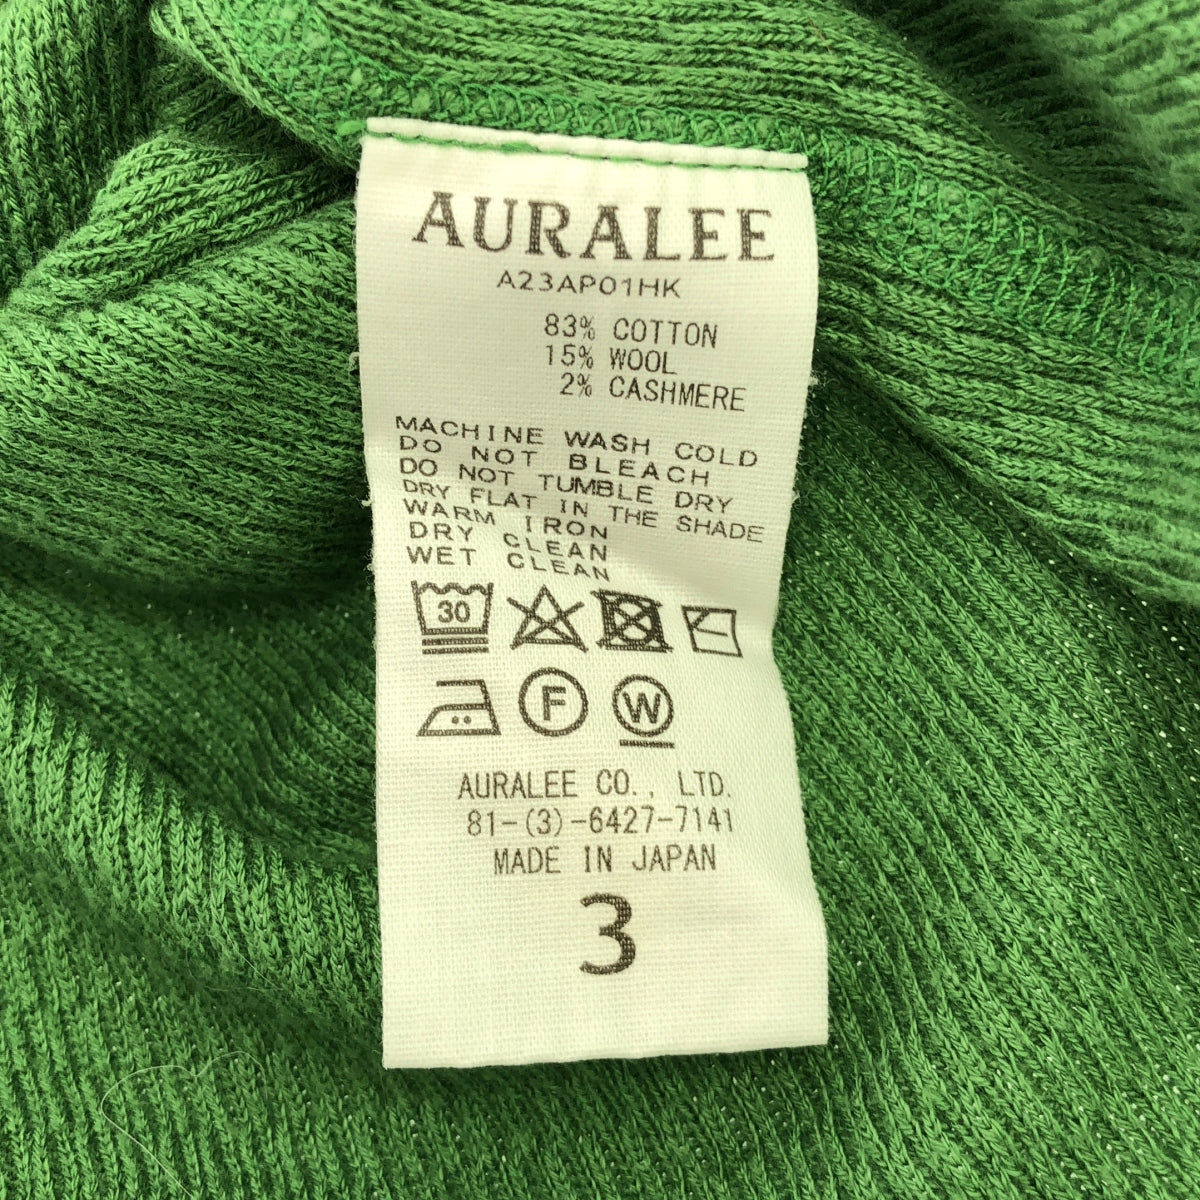 AURALEE
A23AP01HK
83% COTTON
15% WOOL
2% CASHMERE
MACHINE WASH COLD
DO NOT BLEACH
DO NOT TUMBLE DRY
DRY FLAT IN THE SHADE
WARM IRON
DRY CLEAN
WET CLEAN
30
F W
AURALEE CO., LTD.
81-(3)-6427-7141
MADE IN JAPAN
3